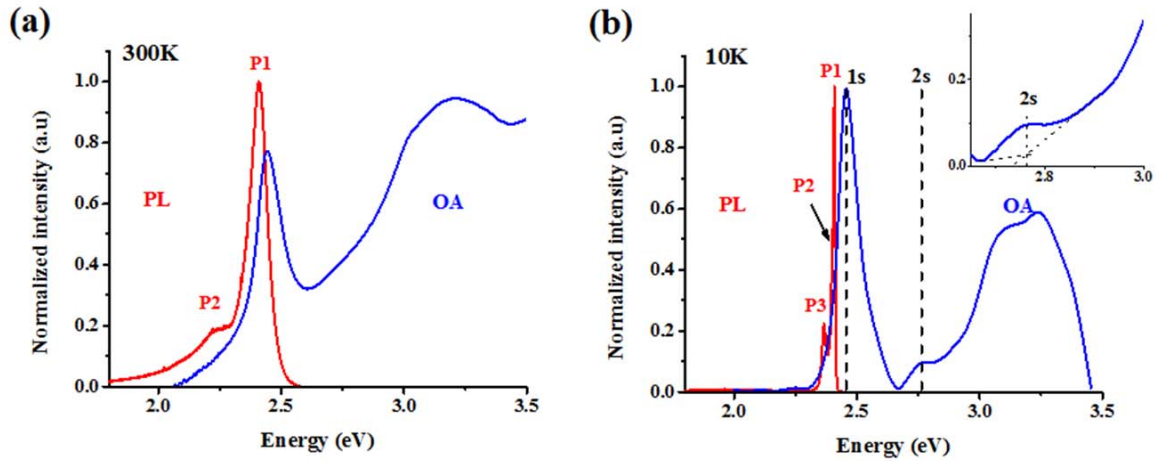 (a)
300K
P1
P2
PL
OA
Normalized intensity (a.u)
1.0
0.8
0.6
0.4
0.2
0.0
2.0 2.5 3.0 3.5
Energy (eV)
(b)
10K
P1
1s
2s
P2
P3
PL
OA
Normalized intensity (a.u)
1.0
0.8
0.6
0.4
0.2
0.0
2.0 2.5 3.0 3.5
Energy (eV)
0.2
0.0
2s
2.8 3.0